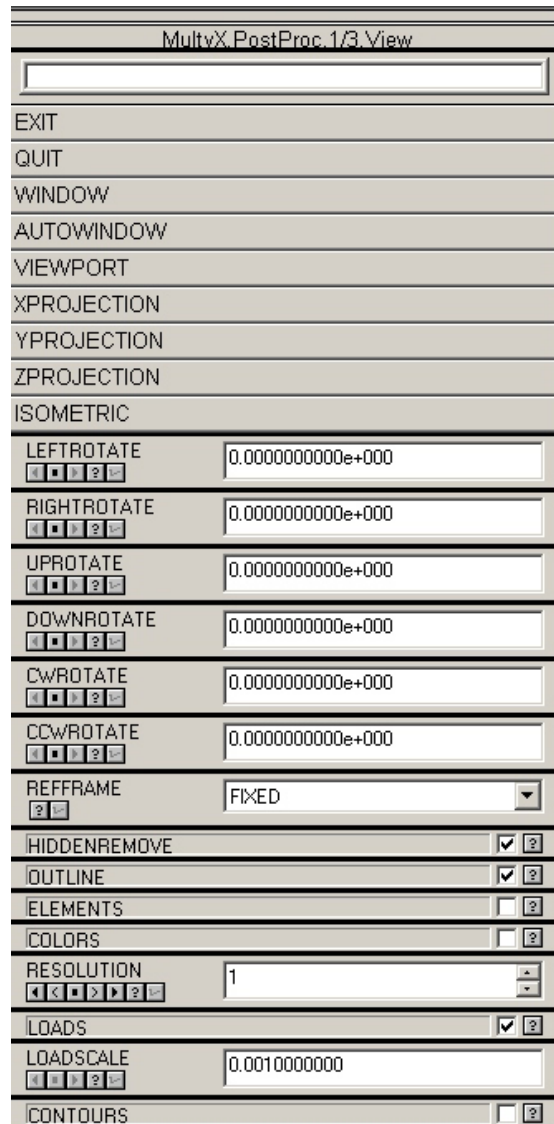 MultyX.PostProc.1/3.View
EXIT
QUIT
WINDOW
AUTOWINDOW
VIEWPORT
XPROJECTION
YPROJECTION
ZPROJECTION
ISOMETRIC
LEFTROTATE 0.0000000000e+000
?
RIGHTROTATE 0.0000000000e+000
?
UPROTATE 0.0000000000e+000
?
DOWNROTATE 0.0000000000e+000
?
CWROTATE 0.0000000000e+000
?
CCWROTATE 0.0000000000e+000
?
REFFRAME FIXED
?
HIDDENREMOVE ?
OUTLINE ?
ELEMENTS ?
COLORS ?
RESOLUTION 1
?
LOADS ?
LOADSCALE 0.0010000000
?
CONTOURS ?